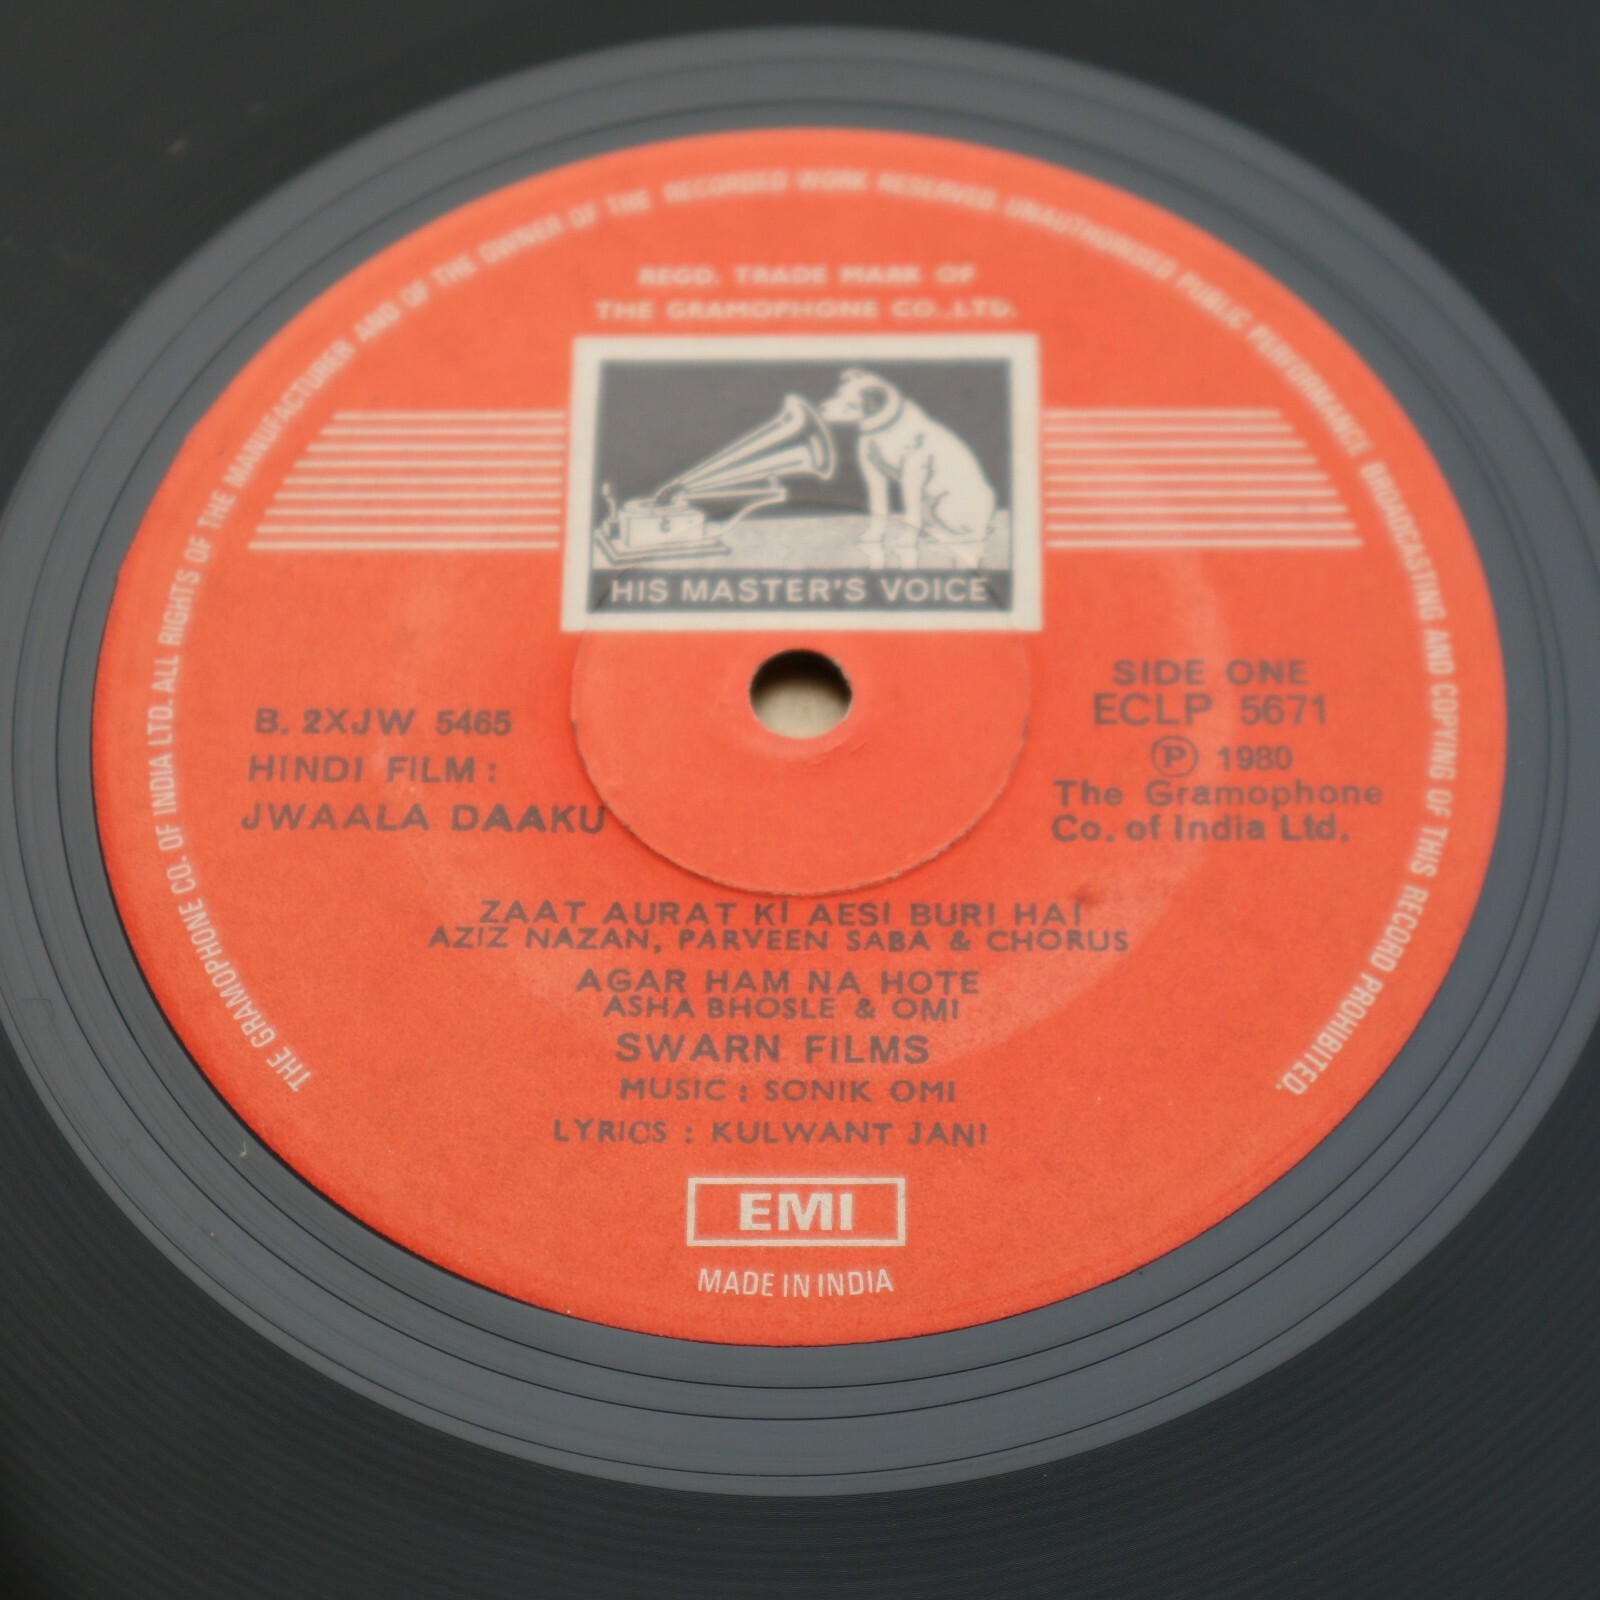 THE GRAMOPHONE CO. OF INDIA LTD. ALL RIGHTS OF THE MANUFACTURER AND OF THE OWNER OF THE RECORDED WORK RESERVED. UNAUTHORISED PUBLIC PERFORMANCE BROADCASTING AND COPYING OF THIS RECORD PROHIBITED.
REGD. TRADE MARK OF
THE GRAMOPHONE CO.,LTD.
HIS MASTER'S VOICE
B. 2XJW 5465
HINDI FILM :
JWAALA DAAKU
SIDE ONE
ECLP 5671
Ⓟ 1980
The Gramophone
Co. of India Ltd.
ZAAT AURAT KI AESI BURI HAI
AZIZ NAZAN, PARVEEN SABA & CHORUS
AGAR HAM NA HOTE
ASHA BHOSLE & OMI
SWARN FILMS
MUSIC : SONIK OMI
LYRICS : KULWANT JANI
EMI
MADE IN INDIA